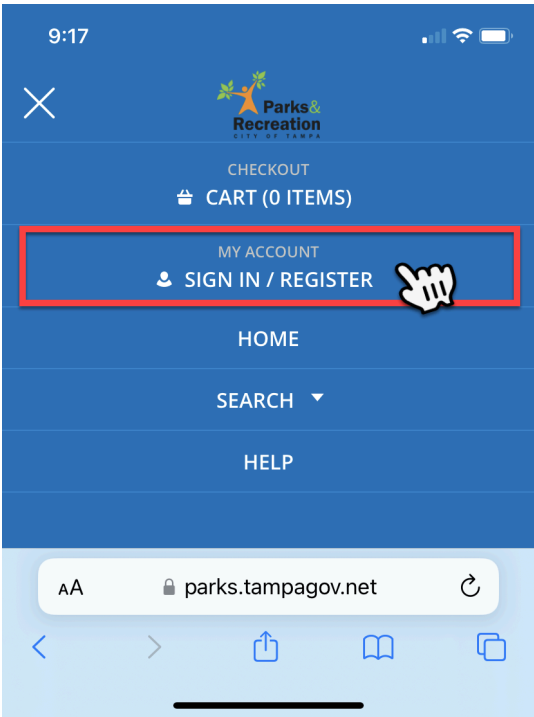 9:17
Parks&
Recreation
CITY OF TAMPA
CHECKOUT
CART (0 ITEMS)
MY ACCOUNT
SIGN IN / REGISTER
HOME
SEARCH
HELP
AA
parks.tampagov.net